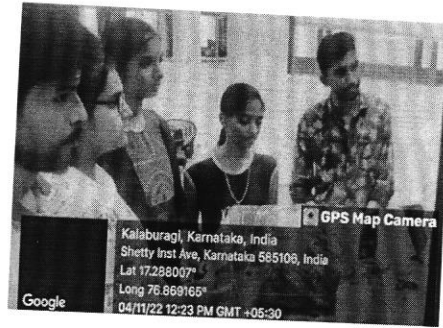 GPS Map Camera
Kalaburagi, Karnataka, India
Shetty Inst Ave, Karnataka 585106, India
Lat 17.288007°
Long 76.869165°
04/11/22 12:23 PM GMT +05:30
Google